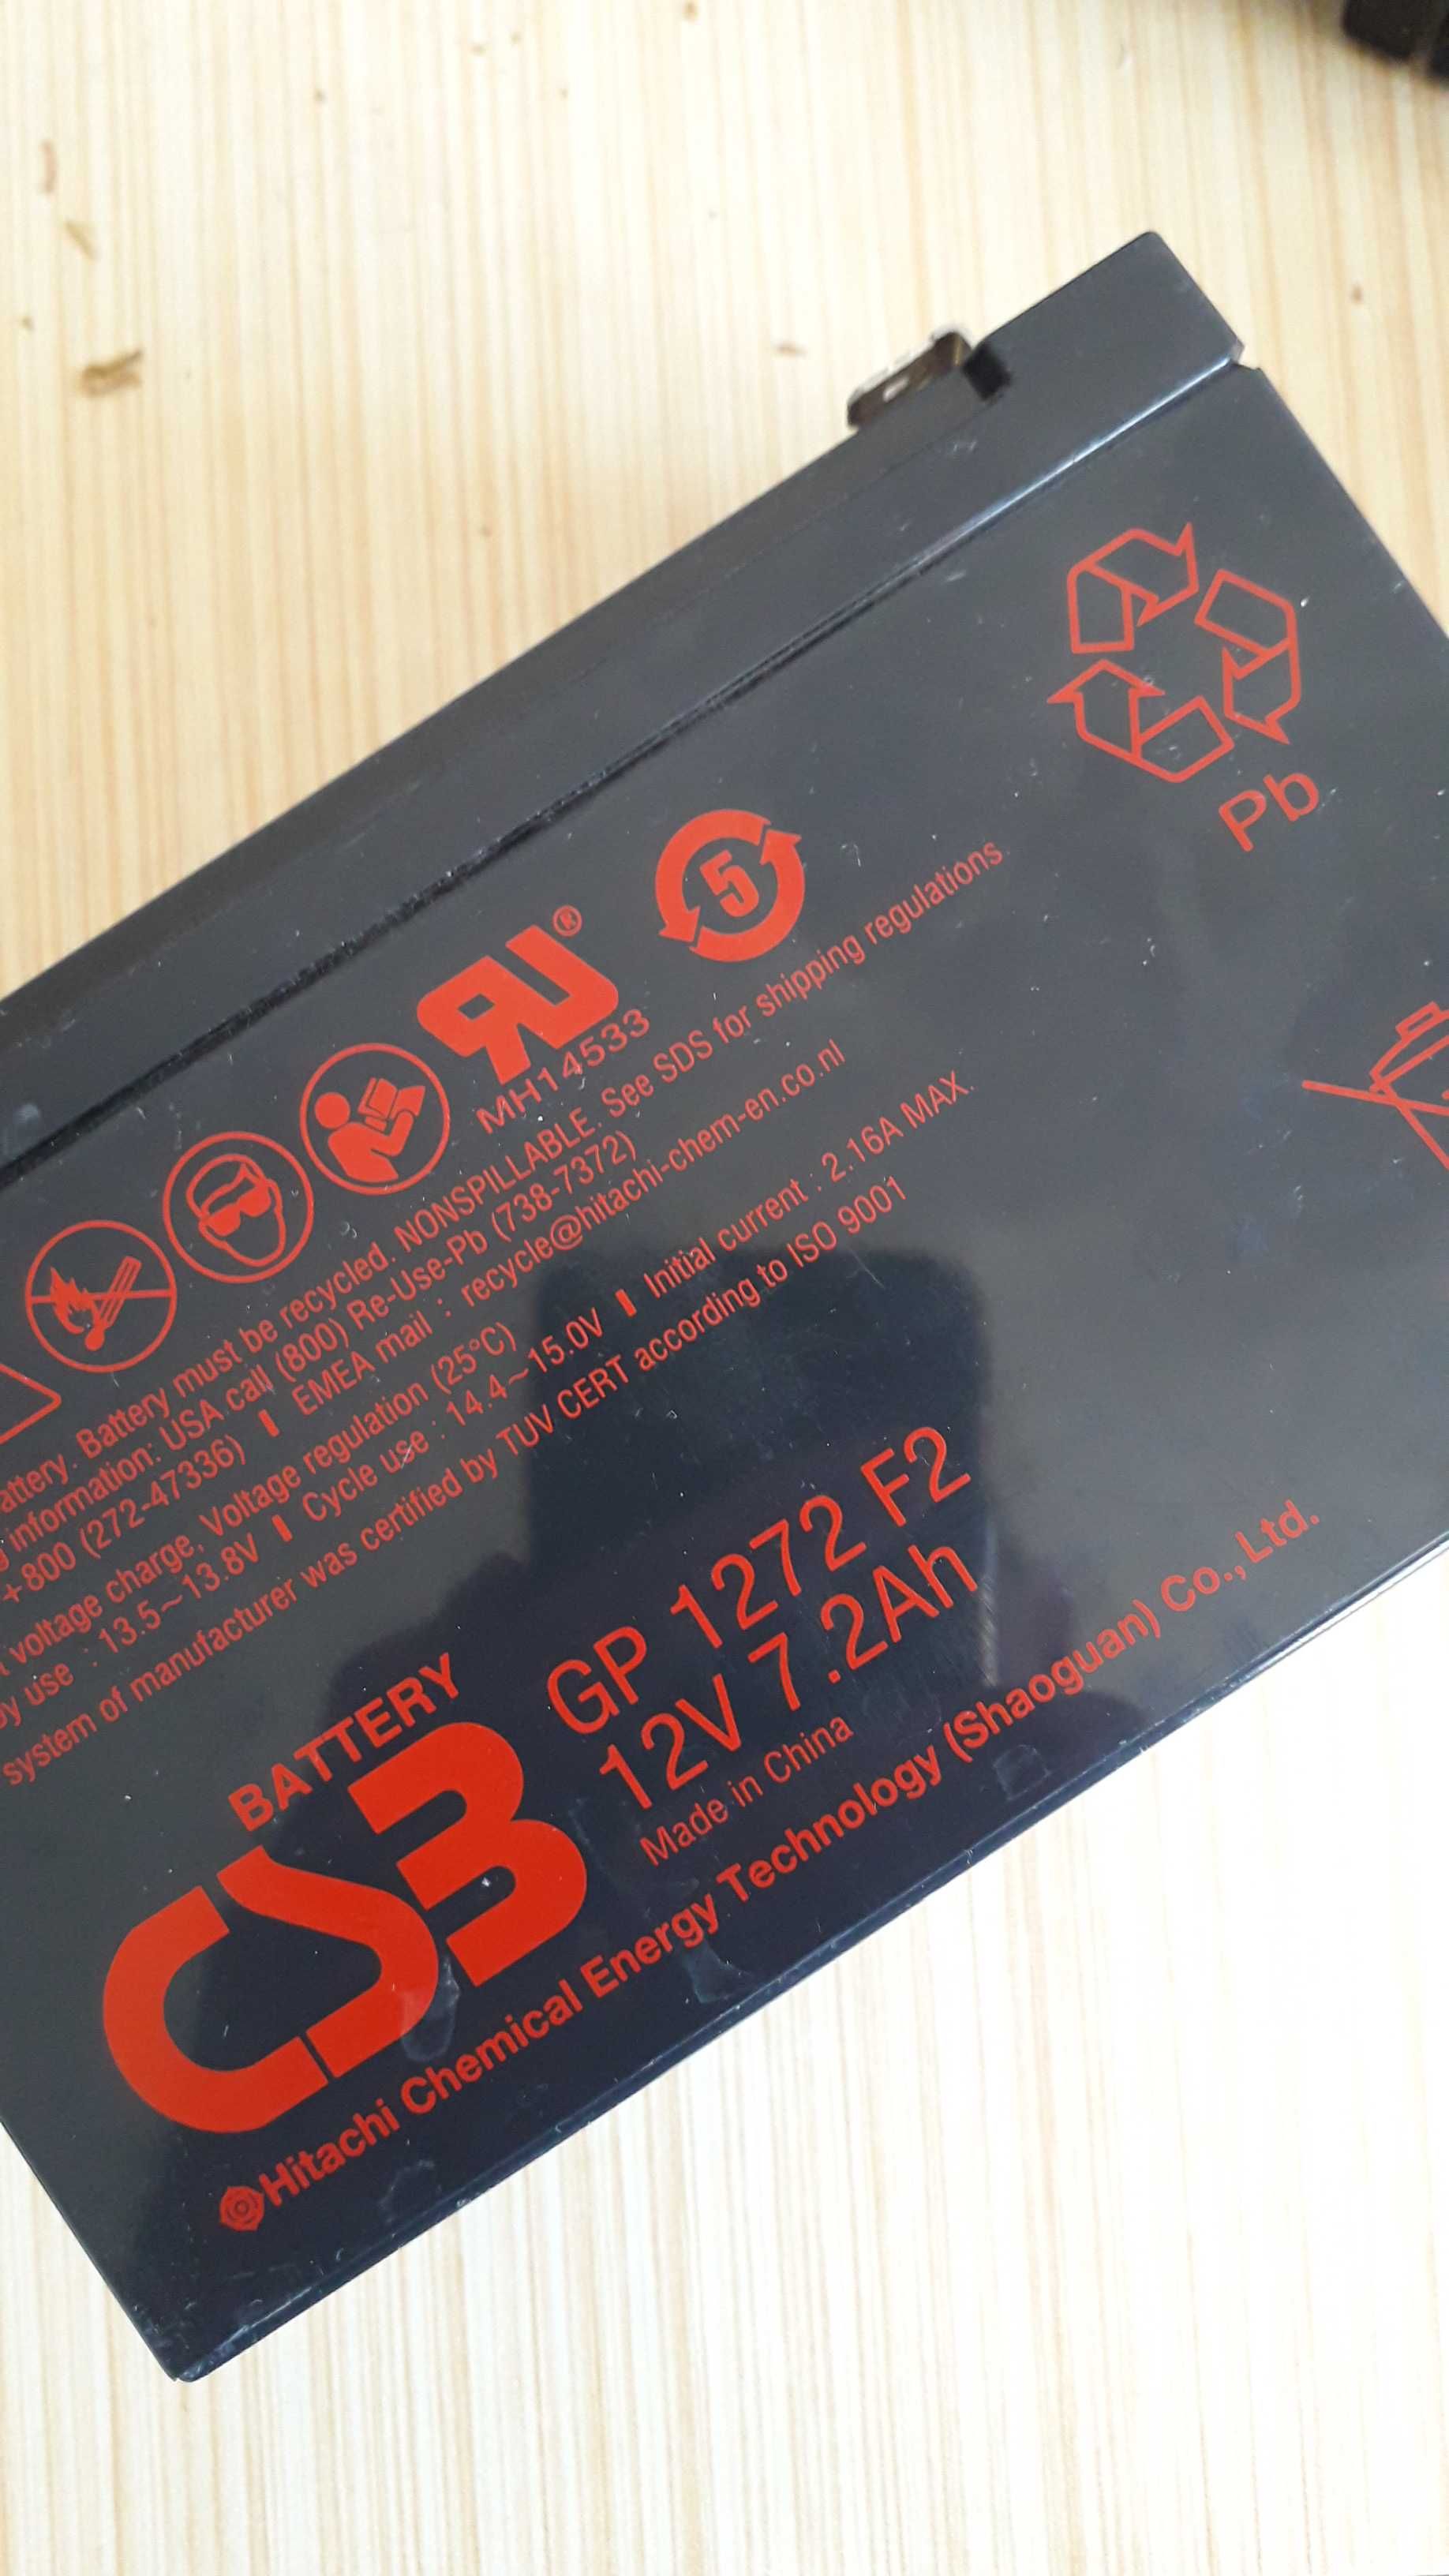 Pb
5
®
MH14533
attery. Battery must be recycled. NONSPILLABLE. See SDS for shipping regulations
information: USA call (800) Re-Use-Pb (738-7372)
+800 (272-47336) ❙ EMEA mail : recycle@hitachi-chem-en.co.nl
voltage charge, Voltage regulation (25°C)
by use : 13.5~13.8V ❙ Cycle use : 14.4~15.0V ❙ Initial current : 2.16A MAX.
system of manufacturer was certified by TUV CERT according to ISO 9001
BATTERY
CSB
GP 1272 F2
12V 7.2Ah
Made in China
Hitachi Chemical Energy Technology (Shaoguan) Co., Ltd.